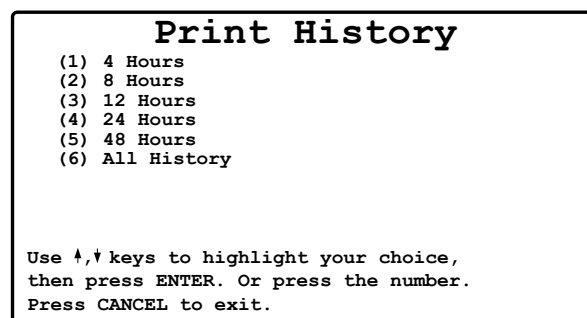 Print History
(1) 4 Hours
(2) 8 Hours
(3) 12 Hours
(4) 24 Hours
(5) 48 Hours
(6) All History
Use ↑,↓ keys to highlight your choice,
then press ENTER. Or press the number.
Press CANCEL to exit.